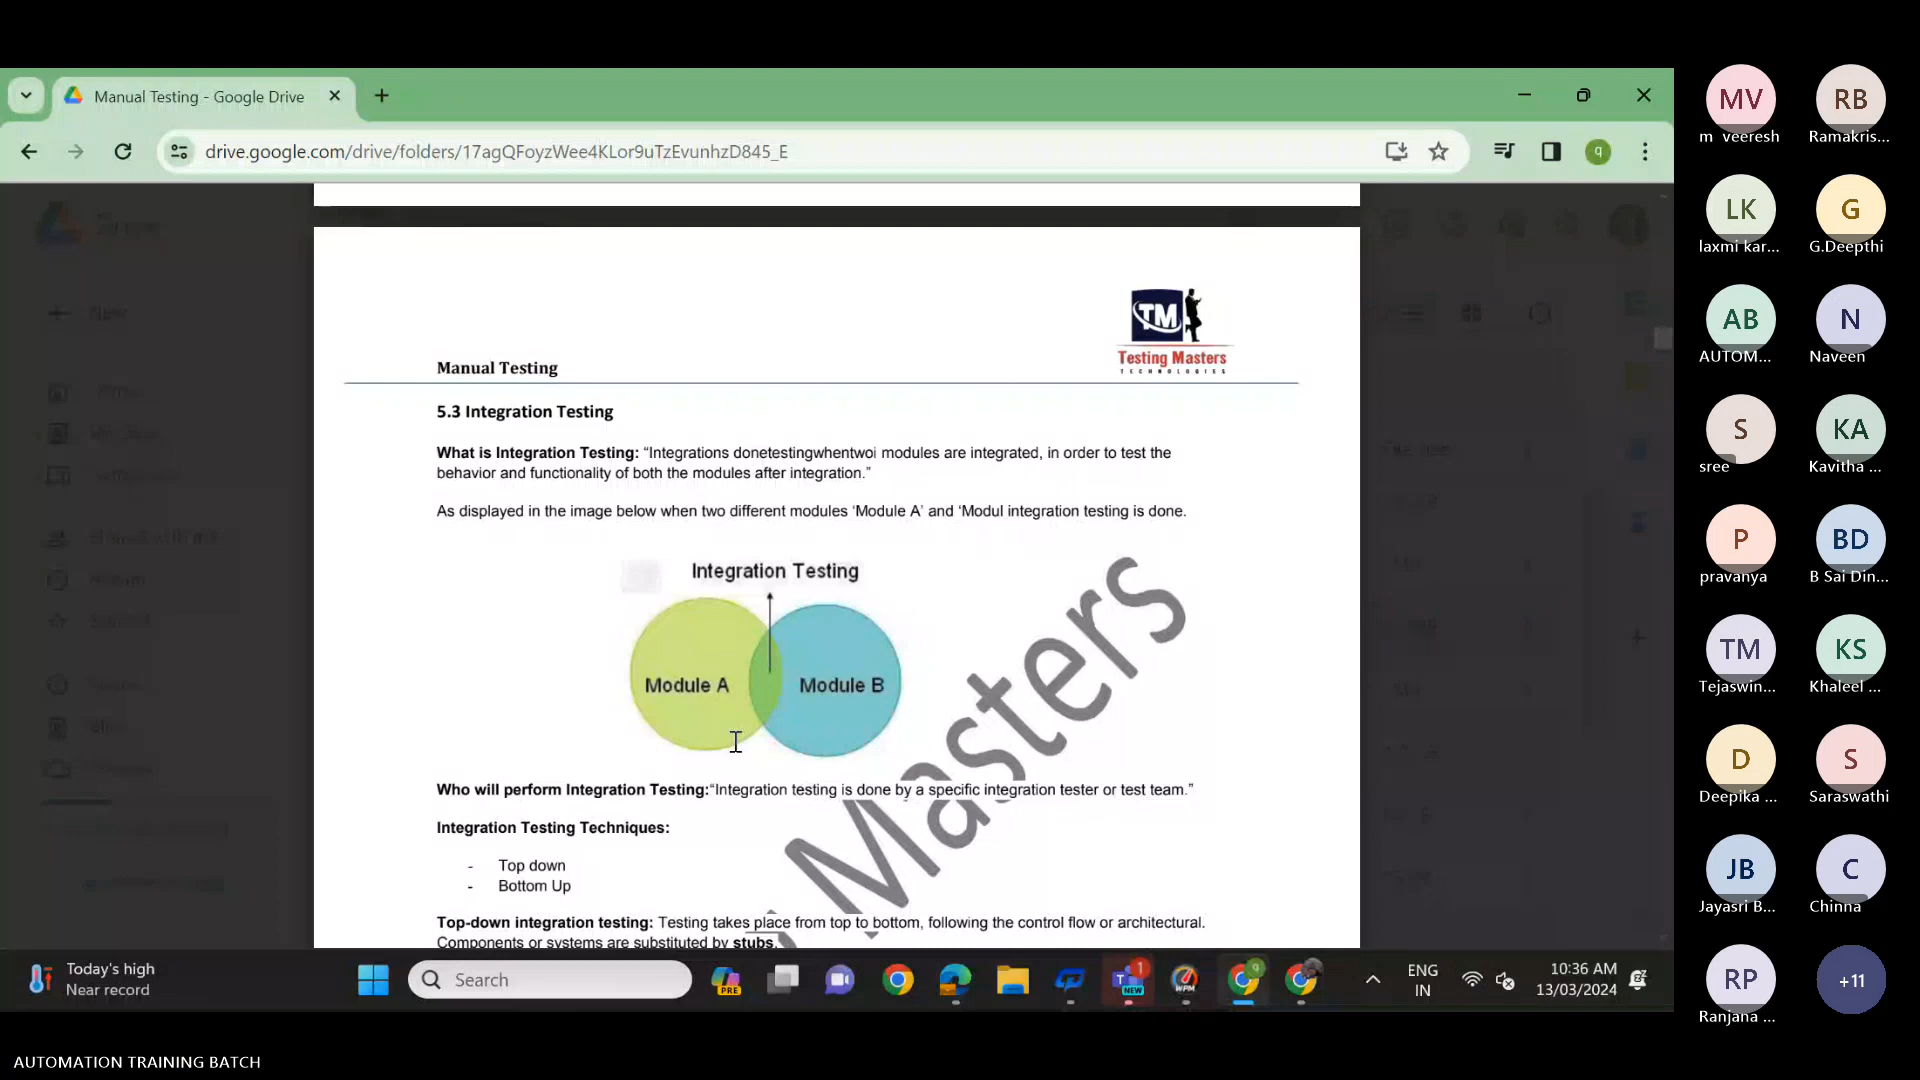 Manual Testing - Google Drive
drive.google.com/drive/folders/17agQFoyzWee4KLor9uTzEvunhzD845_E
q
TM
Testing Masters
TECHNOLOGIES
Manual Testing
5.3 Integration Testing
What is Integration Testing: “Integrations donetestingwhentwoi modules are integrated, in order to test the
behavior and functionality of both the modules after integration.”
As displayed in the image below when two different modules ‘Module A’ and ‘Modul integration testing is done.
Integration Testing
Module A
Module B
Masters
Who will perform Integration Testing:“Integration testing is done by a specific integration tester or test team.”
Integration Testing Techniques:
- Top down
- Bottom Up
Top-down integration testing: Testing takes place from top to bottom, following the control flow or architectural.
Components or systems are substituted by stubs.
Today's high
Near record
Search
PRE
1
NEW
WPM
q
ENG
IN
10:36 AM
13/03/2024
AUTOMATION TRAINING BATCH
MV
m veeresh
RB
Ramakris...
LK
laxmi kar...
G
G.Deepthi
AB
AUTOM...
N
Naveen
S
sree
KA
Kavitha ...
P
pravanya
BD
B Sai Din...
TM
Tejaswin...
KS
Khaleel ...
D
Deepika ...
S
Saraswathi
JB
Jayasri B...
C
Chinna
RP
Ranjana ...
+11